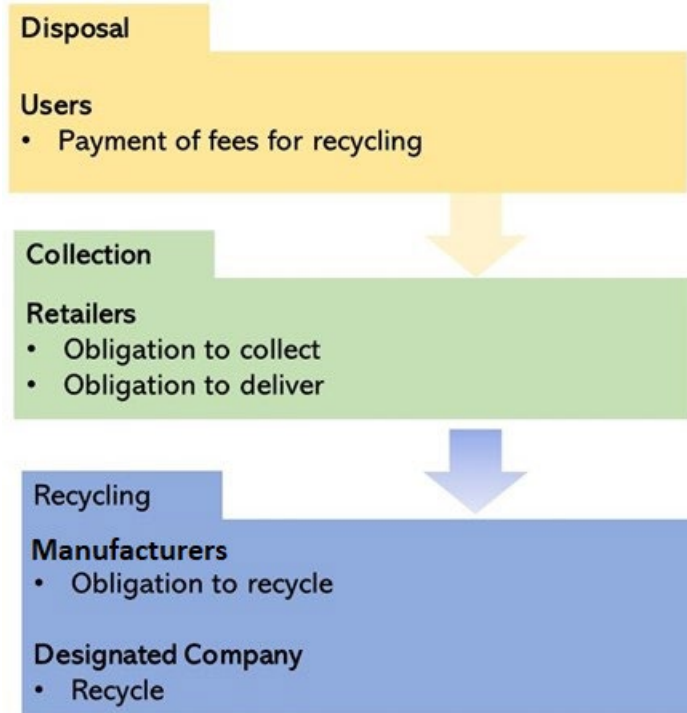 Disposal
Users
• Payment of fees for recycling
Collection
Retailers
• Obligation to collect
• Obligation to deliver
Recycling
Manufacturers
• Obligation to recycle
Designated Company
• Recycle